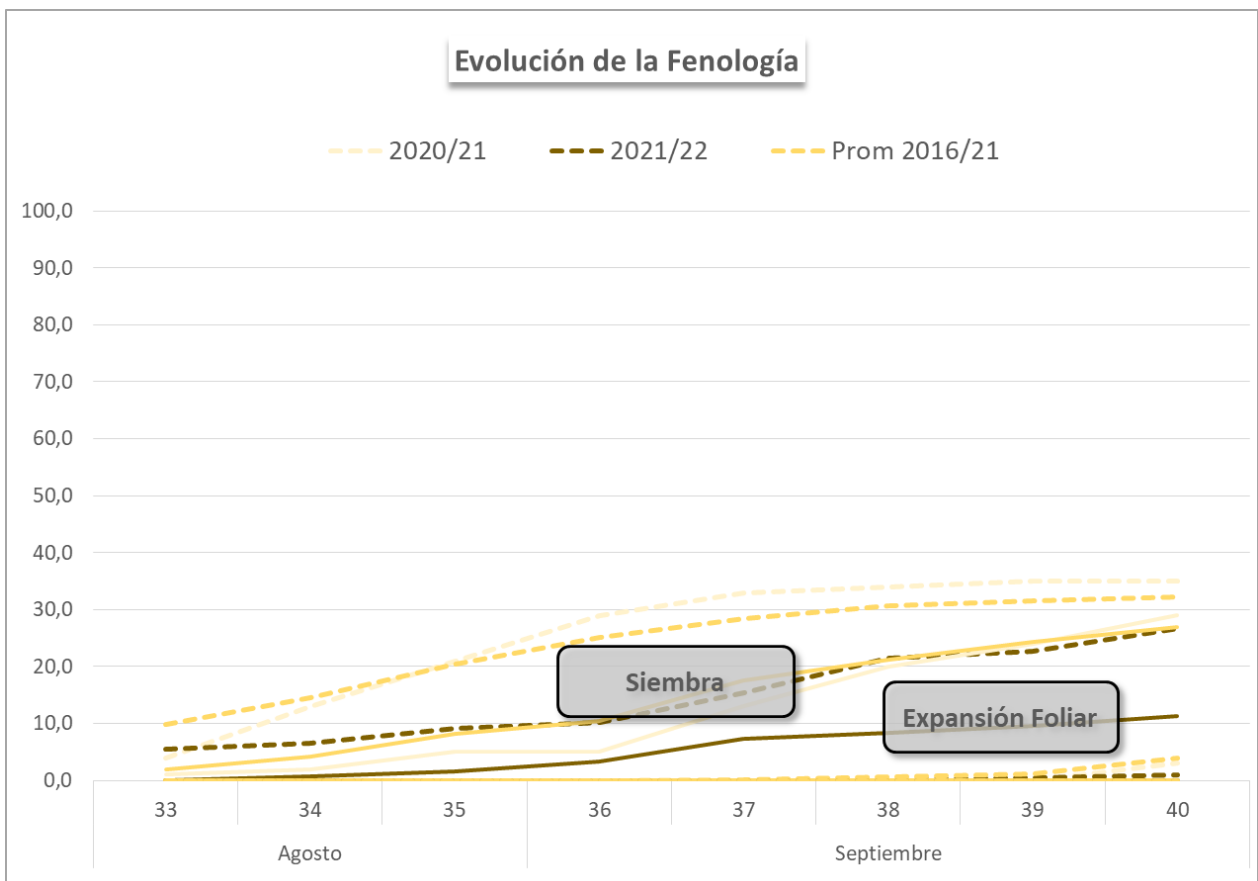 Evolución de la Fenología
2020/21 2021/22 Prom 2016/21
100,0
90,0
80,0
70,0
60,0
50,0
40,0
30,0
20,0
10,0
0,0
Siembra
Expansión Foliar
33 34 35 36 37 38 39 40
Agosto Septiembre